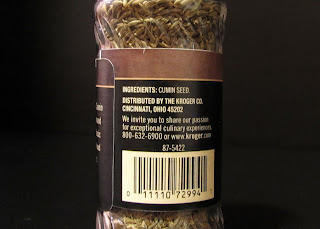 INGREDIENTS: CUMIN SEED.
DISTRIBUTED BY THE KROGER CO.
CINCINNATI, OHIO 45202
We invite you to share our passion
for exceptional culinary experiences.
800-632-6900 or www.kroger.com
87-5422
0 11110 72994